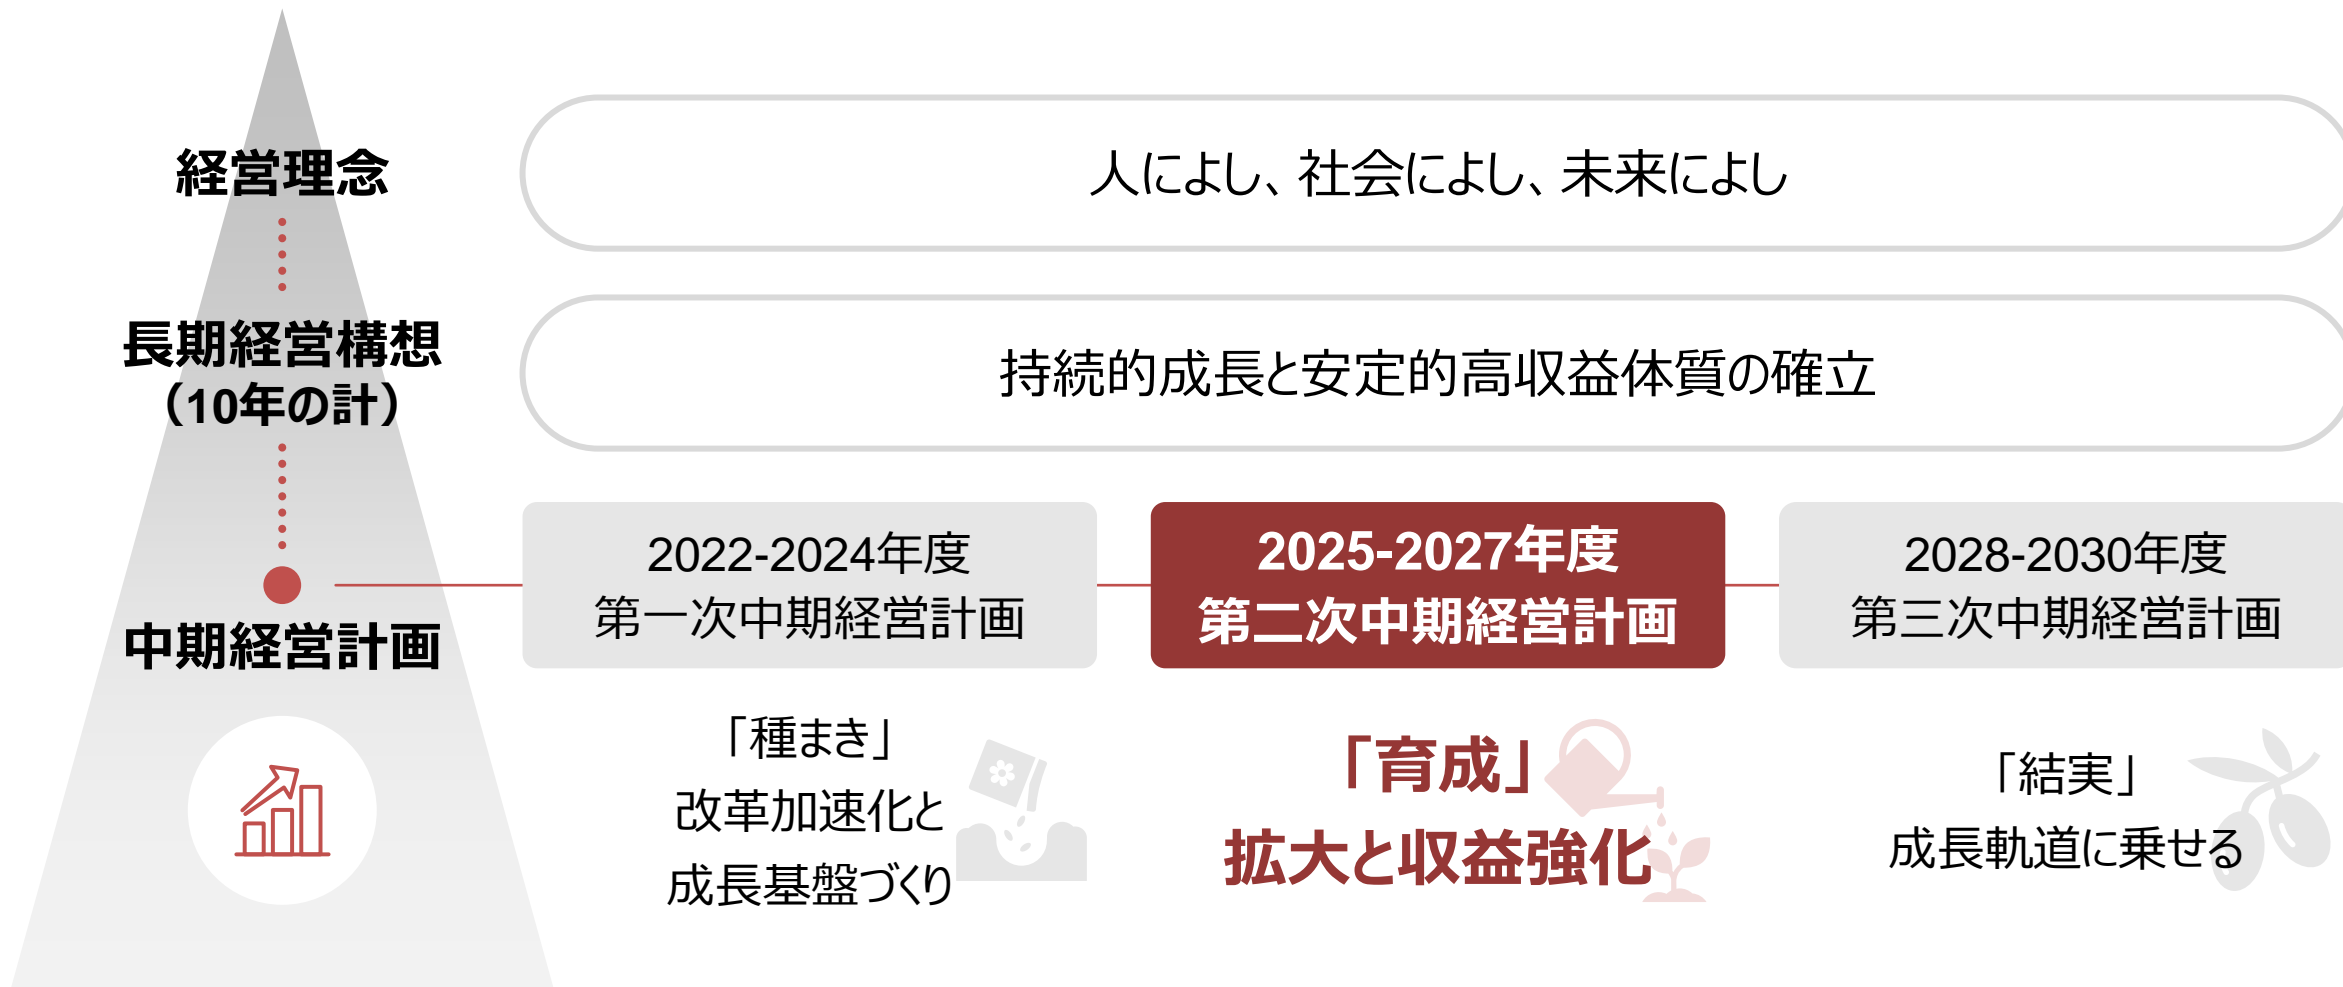 経営理念
人によし、社会によし、未来によし
長期経営構想
（10年の計）
持続的成長と安定的高収益体質の確立
中期経営計画
2022-2024年度
第一次中期経営計画
「種まき」
改革加速化と
成長基盤づくり
2025-2027年度
第二次中期経営計画
「育成」
拡大と収益強化
2028-2030年度
第三次中期経営計画
「結実」
成長軌道に乗せる